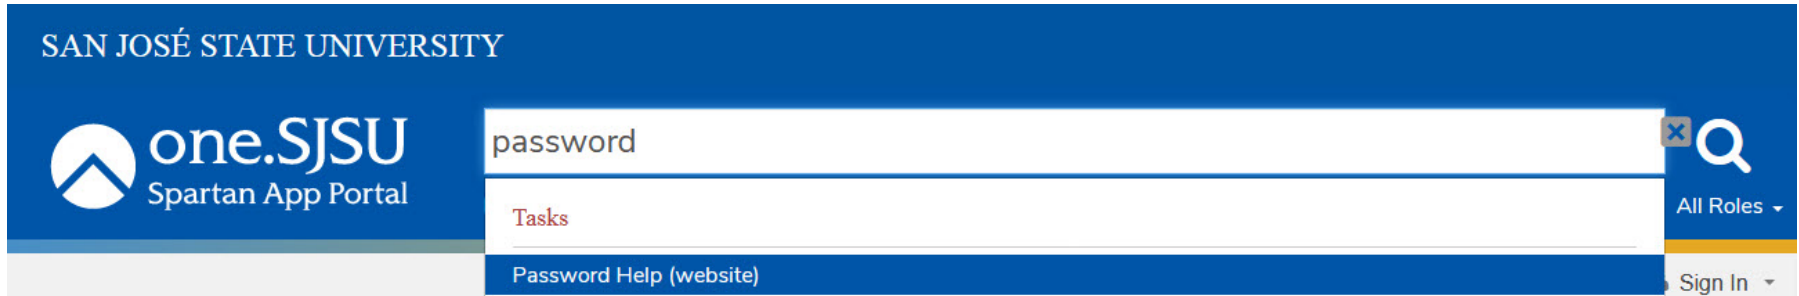 SAN JOSÉ STATE UNIVERSITY
one.SJSU
Spartan App Portal
password
All Roles
Tasks
Password Help (website)
Sign In